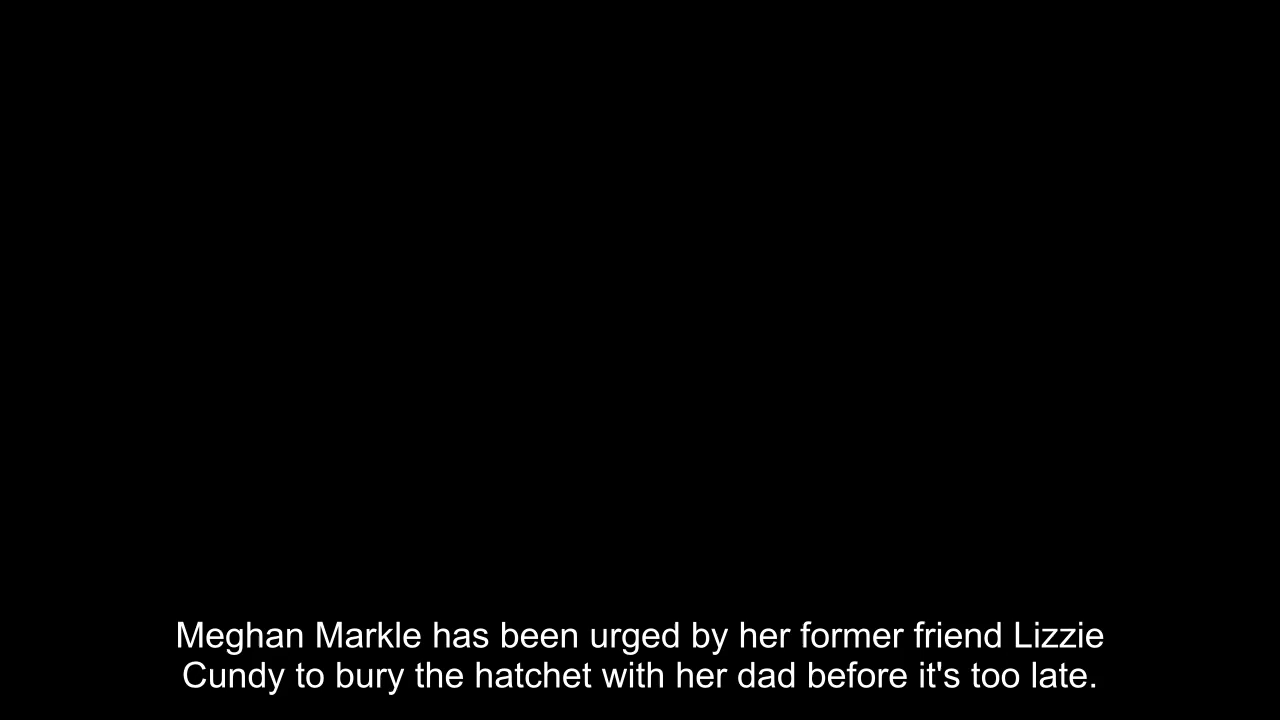 Meghan Markle has been urged by her former friend Lizzie
Cundy to bury the hatchet with her dad before it's too late.